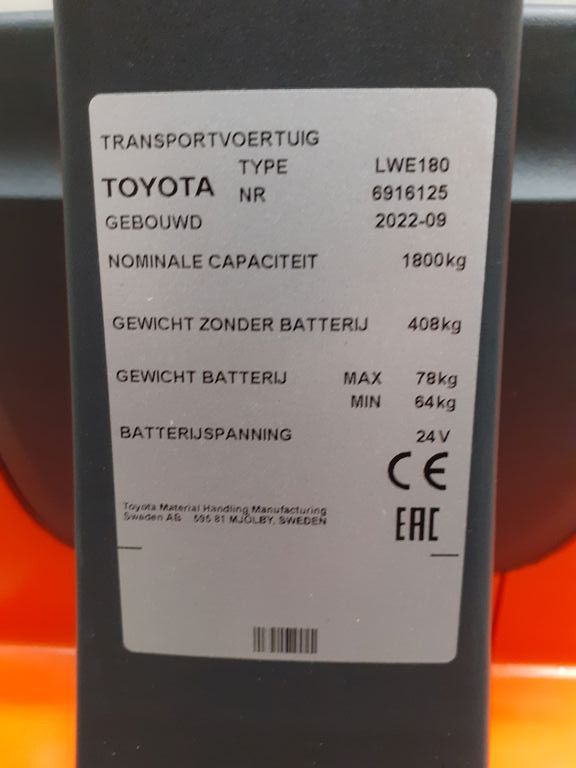 TRANSPORTVOERTUIG
TYPE LWE180
TOYOTA
NR 6916125
GEBOUWD 2022-09
NOMINALE CAPACITEIT 1800kg
GEWICHT ZONDER BATTERIJ 408kg
GEWICHT BATTERIJ MAX 78kg
MIN 64kg
BATTERIJSPANNING 24V
CE
Toyota Material Handling Manufacturing
Sweden AB 595 81 MJÖLBY, SWEDEN
EAC